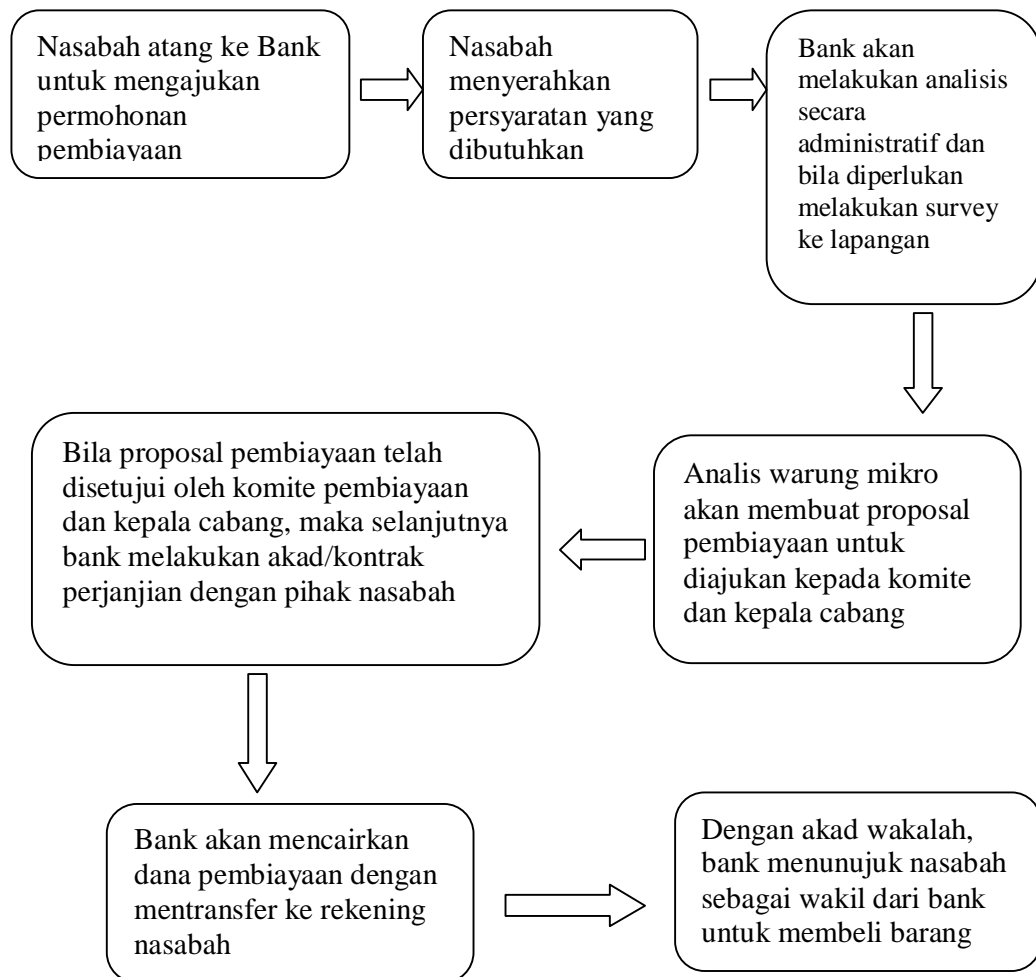 Nasabah atang ke Bank
untuk mengajukan
permohonan
pembiayaan
Nasabah
menyerahkan
persyaratan yang
dibutuhkan
Bank akan
melakukan analisis
secara
administratif dan
bila diperlukan
melakukan survey
ke lapangan
Analis warung mikro
akan membuat proposal
pembiayaan untuk
diajukan kepada komite
dan kepala cabang
Bila proposal pembiayaan telah
disetujui oleh komite pembiayaan
dan kepala cabang, maka selanjutnya
bank melakukan akad/kontrak
perjanjian dengan pihak nasabah
Bank akan mencairkan
dana pembiayaan dengan
mentransfer ke rekening
nasabah
Dengan akad wakalah,
bank menunujuk nasabah
sebagai wakil dari bank
untuk membeli barang